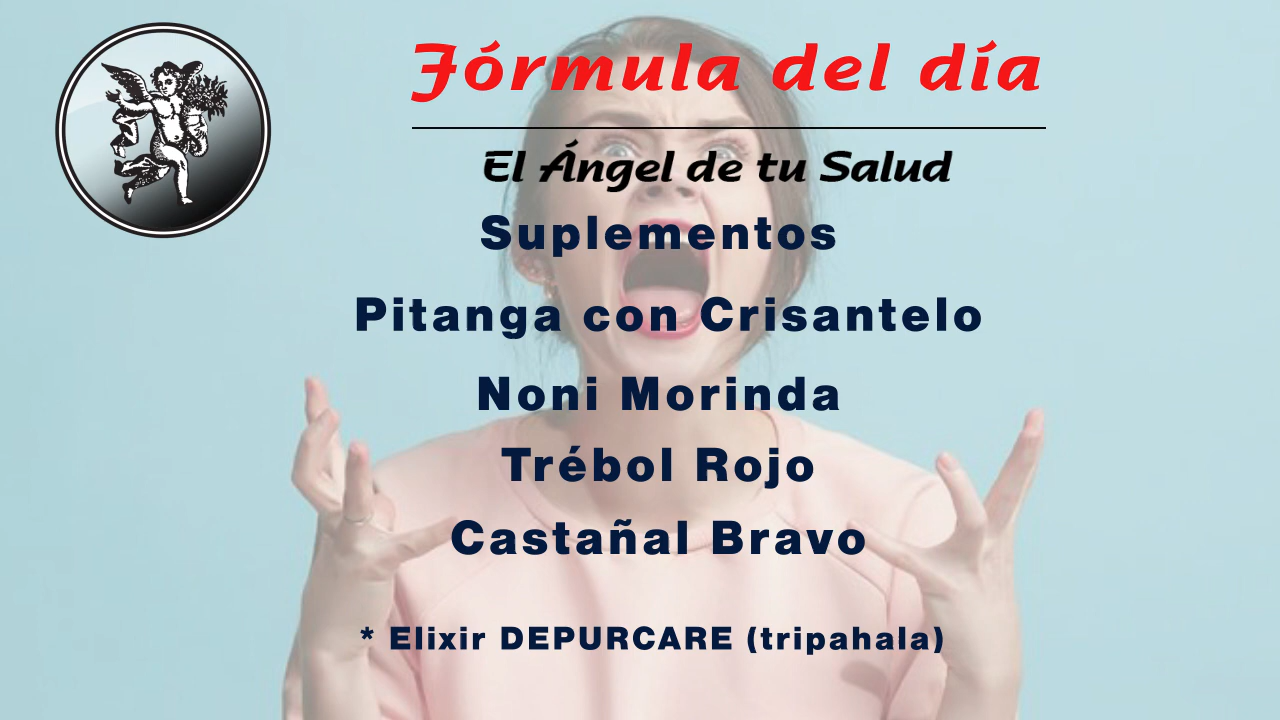 Fórmula del día
El Ángel de tu Salud
Suplementos
Pitanga con Crisantelo
Noni Morinda
Trébol Rojo
Castañal Bravo
* Elixir DEPURCARE (tripahala)